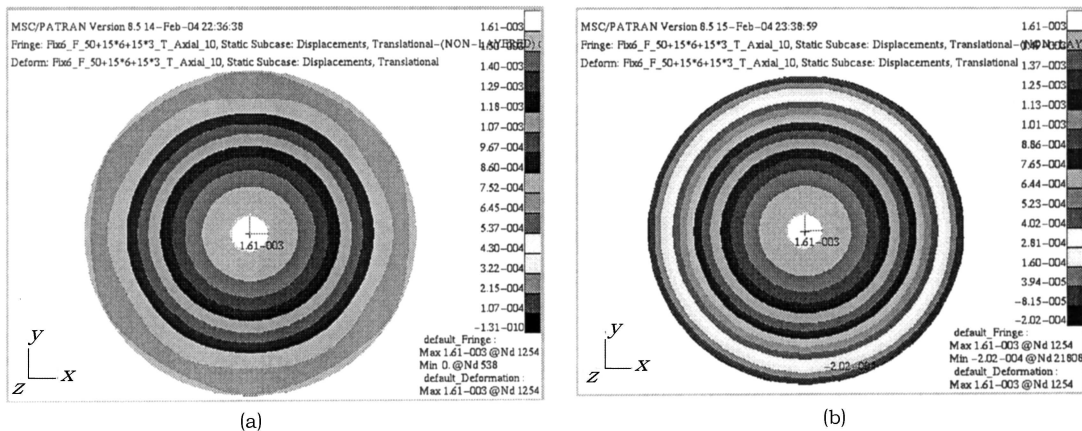 MSC/PATRAN Version 8.5 14-Feb-04 22:36:38
Fringe: Fix6_F_50+15*6+15*3_T_Axial_10, Static Subcase: Displacements, Translational-(NON-LAYERED)
Deform: Fix6_F_50+15*6+15*3_T_Axial_10, Static Subcase: Displacements, Translational
1.61-003
1.40-003
1.29-003
1.18-003
1.07-003
9.67-004
8.60-004
7.52-004
6.45-004
5.37-004
4.30-004
3.22-004
2.15-004
1.07-004
-1.31-010
1.61-003
y
z x
default_Fringe :
Max 1.61-003 @Nd 1254
Min 0. @Nd 538
default_Deformation :
Max 1.61-003 @Nd 1254
(a)
MSC/PATRAN Version 8.5 15-Feb-04 23:38:59
Fringe: Fix6_F_50+15*6+15*3_T_Axial_10, Static Subcase: Displacements, Translational
Deform: Fix6_F_50+15*6+15*3_T_Axial_10, Static Subcase: Displacements, Translational
1.61-003
1.37-003
1.25-003
1.13-003
1.01-003
8.86-004
7.65-004
6.44-004
5.23-004
4.02-004
2.81-004
1.60-004
3.94-005
-8.15-005
-2.02-004
1.61-003
y
z x
default_Fringe :
Max 1.61-003 @Nd 1254
Min -2.02-004 @Nd 21808
default_Deformation :
Max 1.61-003 @Nd 1254
(b)